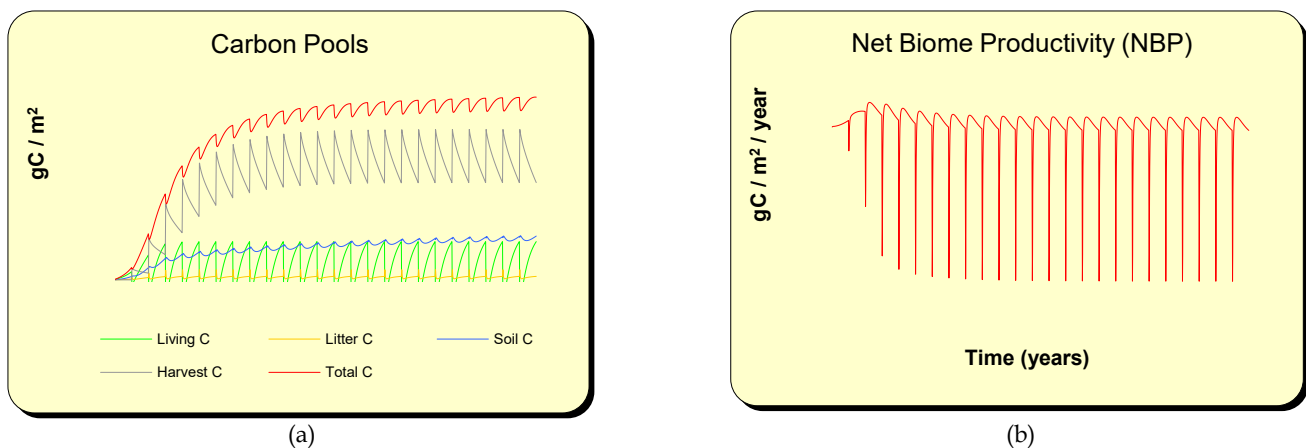 Carbon Pools
gC / m²
Living C
Litter C
Soil C
Harvest C
Total C
(a)
Net Biome Productivity (NBP)
gC / m² / year
Time (years)
(b)